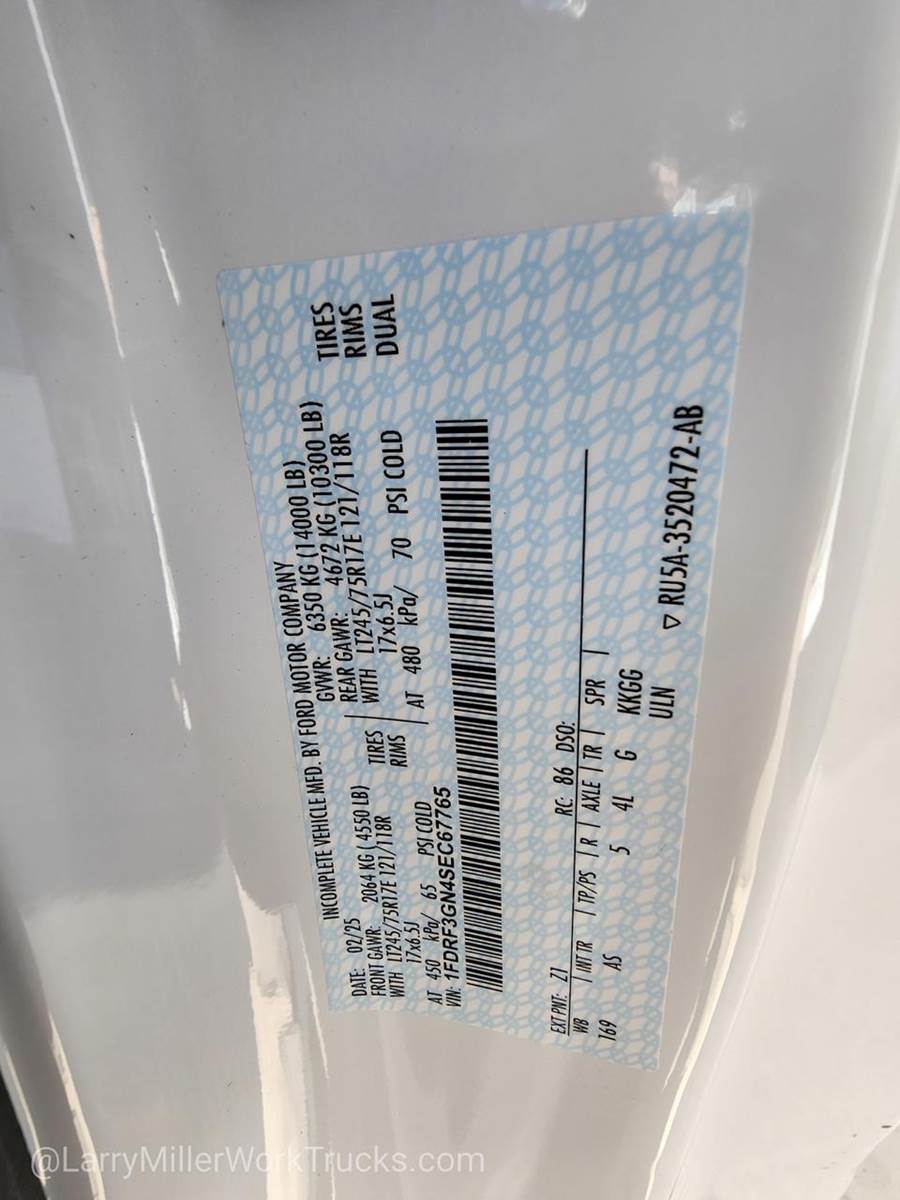 INCOMPLETE VEHICLE MFD. BY FORD MOTOR COMPANY
DATE: 02/25 GVWR: 6350 KG (14000 LB)
FRONT GAWR: 2064 KG (4550 LB) REAR GAWR: 4672 KG (10300 LB)
WITH LT245/75R17E 121/118R TIRES WITH LT245/75R17E 121/118R TIRES
17x6.5J RIMS 17x6.5J RIMS
AT 450 kPa/ 65 PSI COLD AT 480 kPa/ 70 PSI COLD DUAL
VIN: 1FDRF3GN4SEC67765
EXT PNT: Z1 RC: 86 DSO:
WB INT TR TP/PS R AXLE TR SPR
169 AS 5 4L G KKGG
ULN
▽ RU5A-3520472-AB
@LarryMillerWorkTrucks.com